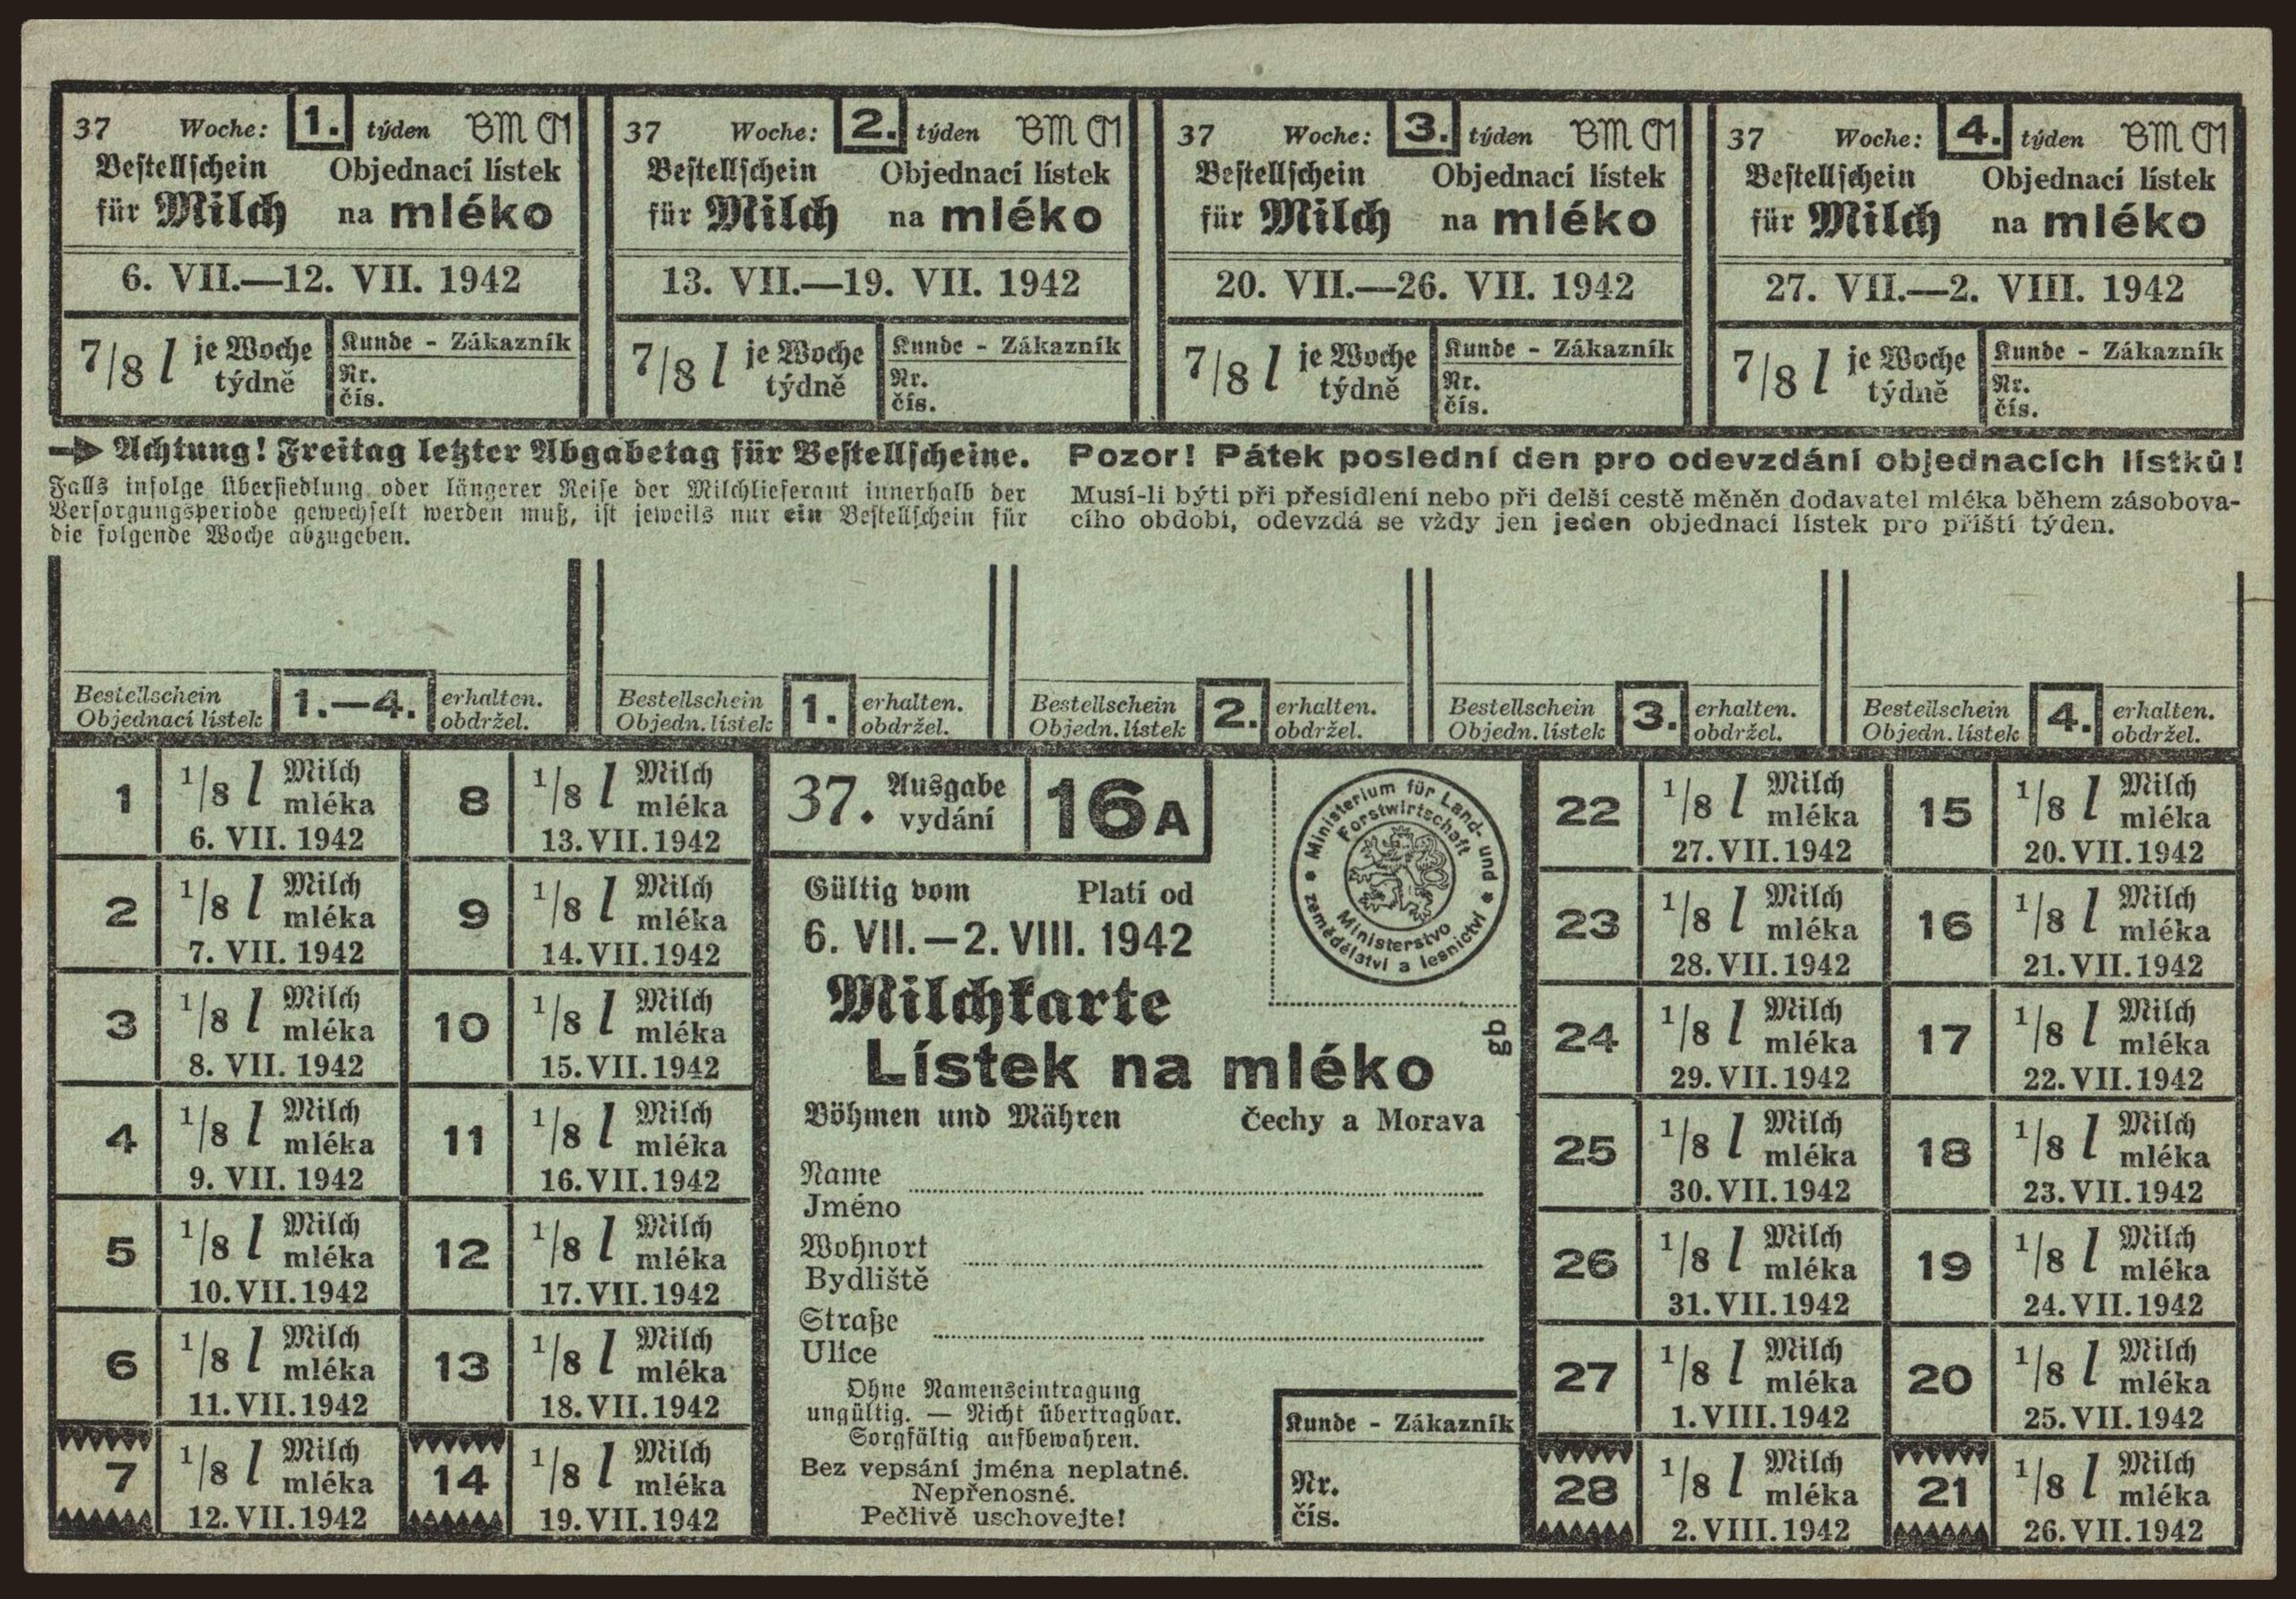 37 Woche: 1. týden BM ČM
Bestellschein Objednací lístek
für Milch na mléko
6. VII.—12. VII. 1942
7/8 l je Woche týdně
Kunde - Zákazník
Nr.
čís.
37 Woche: 2. týden BM ČM
Bestellschein Objednací lístek
für Milch na mléko
13. VII.—19. VII. 1942
7/8 l je Woche týdně
Kunde - Zákazník
Nr.
čís.
37 Woche: 3. týden BM ČM
Bestellschein Objednací lístek
für Milch na mléko
20. VII.—26. VII. 1942
7/8 l je Woche týdně
Kunde - Zákazník
Nr.
čís.
37 Woche: 4. týden BM ČM
Bestellschein Objednací lístek
für Milch na mléko
27. VII.—2. VIII. 1942
7/8 l je Woche týdně
Kunde - Zákazník
Nr.
čís.
Achtung! Freitag letzter Abgabetag für Bestellscheine.
Falls infolge Übersiedlung oder längerer Reise der Milchlieferant innerhalb der
Versorgungsperiode gewechselt werden muß, ist jeweils nur ein Bestellschein für
die folgende Woche abzugeben.
Pozor! Pátek poslední den pro odevzdání objednacích lístků!
Musí-li býti při přesídlení nebo při delší cestě měněn dodavatel mléka během zásobova-
cího období, odevzdá se vždy jen jeden objednací lístek pro příští týden.
Bestellschein 1.—4. erhalten.
Objednací lístek obdržel.
Bestellschein 1. erhalten.
Objedn. lístek obdržel.
Bestellschein 2. erhalten.
Objedn. lístek obdržel.
Bestellschein 3. erhalten.
Objedn. lístek obdržel.
Bestellschein 4. erhalten.
Objedn. lístek obdržel.
1 1/8 l Milch mléka
6. VII. 1942
2 1/8 l Milch mléka
7. VII. 1942
3 1/8 l Milch mléka
8. VII. 1942
4 1/8 l Milch mléka
9. VII. 1942
5 1/8 l Milch mléka
10. VII. 1942
6 1/8 l Milch mléka
11. VII. 1942
7 1/8 l Milch mléka
12. VII. 1942
8 1/8 l Milch mléka
13. VII. 1942
9 1/8 l Milch mléka
14. VII. 1942
10 1/8 l Milch mléka
15. VII. 1942
11 1/8 l Milch mléka
16. VII. 1942
12 1/8 l Milch mléka
17. VII. 1942
13 1/8 l Milch mléka
18. VII. 1942
14 1/8 l Milch mléka
19. VII. 1942
37. Ausgabe vydání 16A
Ministerium für Land- und Forstwirtschaft
Ministerstvo zemědělství a lesnictví
Gültig vom Platí od
6. VII.—2. VIII. 1942
Milchkarte
Lístek na mléko
gb
Böhmen und Mähren Čechy a Morava
Name
Jméno
Wohnort
Bydliště
Straße
Ulice
Ohne Namenseintragung
ungültig. — Nicht übertragbar.
Sorgfältig aufbewahren.
Bez vepsání jména neplatné.
Nepřenosné.
Pečlivě uschovejte!
Kunde - Zákazník
Nr.
čís.
22 1/8 l Milch mléka
27. VII. 1942
23 1/8 l Milch mléka
28. VII. 1942
24 1/8 l Milch mléka
29. VII. 1942
25 1/8 l Milch mléka
30. VII. 1942
26 1/8 l Milch mléka
31. VII. 1942
27 1/8 l Milch mléka
1. VIII. 1942
28 1/8 l Milch mléka
2. VIII. 1942
15 1/8 l Milch mléka
20. VII. 1942
16 1/8 l Milch mléka
21. VII. 1942
17 1/8 l Milch mléka
22. VII. 1942
18 1/8 l Milch mléka
23. VII. 1942
19 1/8 l Milch mléka
24. VII. 1942
20 1/8 l Milch mléka
25. VII. 1942
21 1/8 l Milch mléka
26. VII. 1942